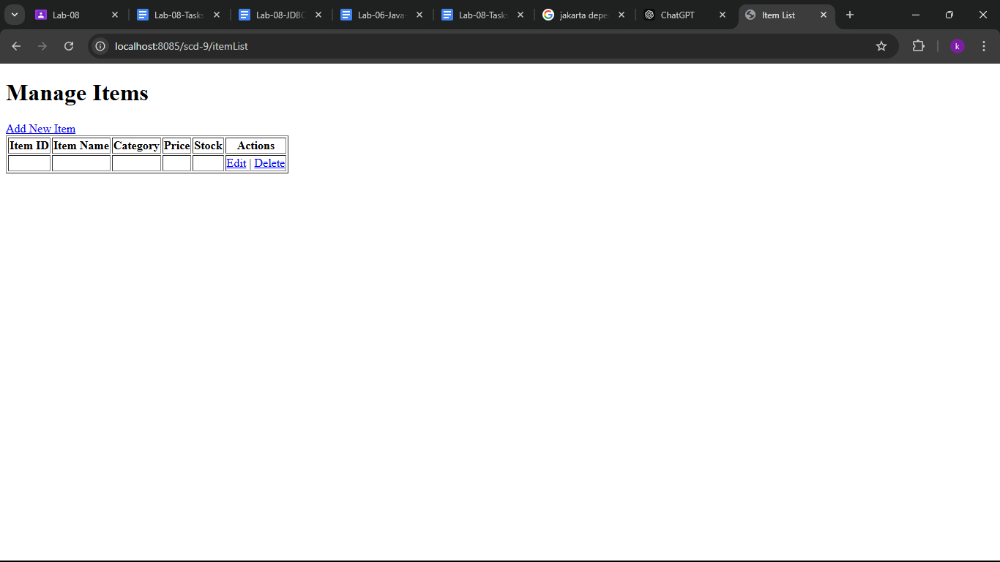 Lab-08
Lab-08-Tasks
Lab-08-JDBC
Lab-06-Java-
Lab-08-Tasks
jakarta depe
ChatGPT
Item List
localhost:8085/scd-9/itemList
k
Manage Items
Add New Item
Item ID Item Name Category Price Stock Actions
Edit | Delete